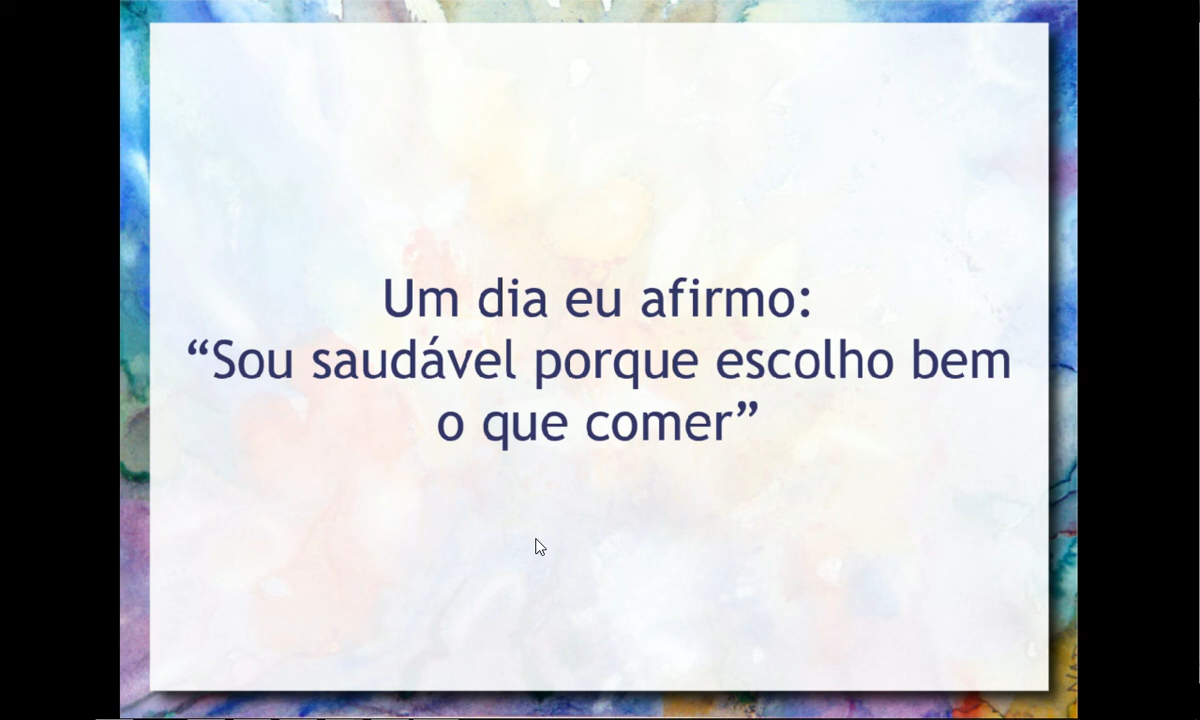 Um dia eu afirmo:
“Sou saudável porque escolho bem
o que comer”